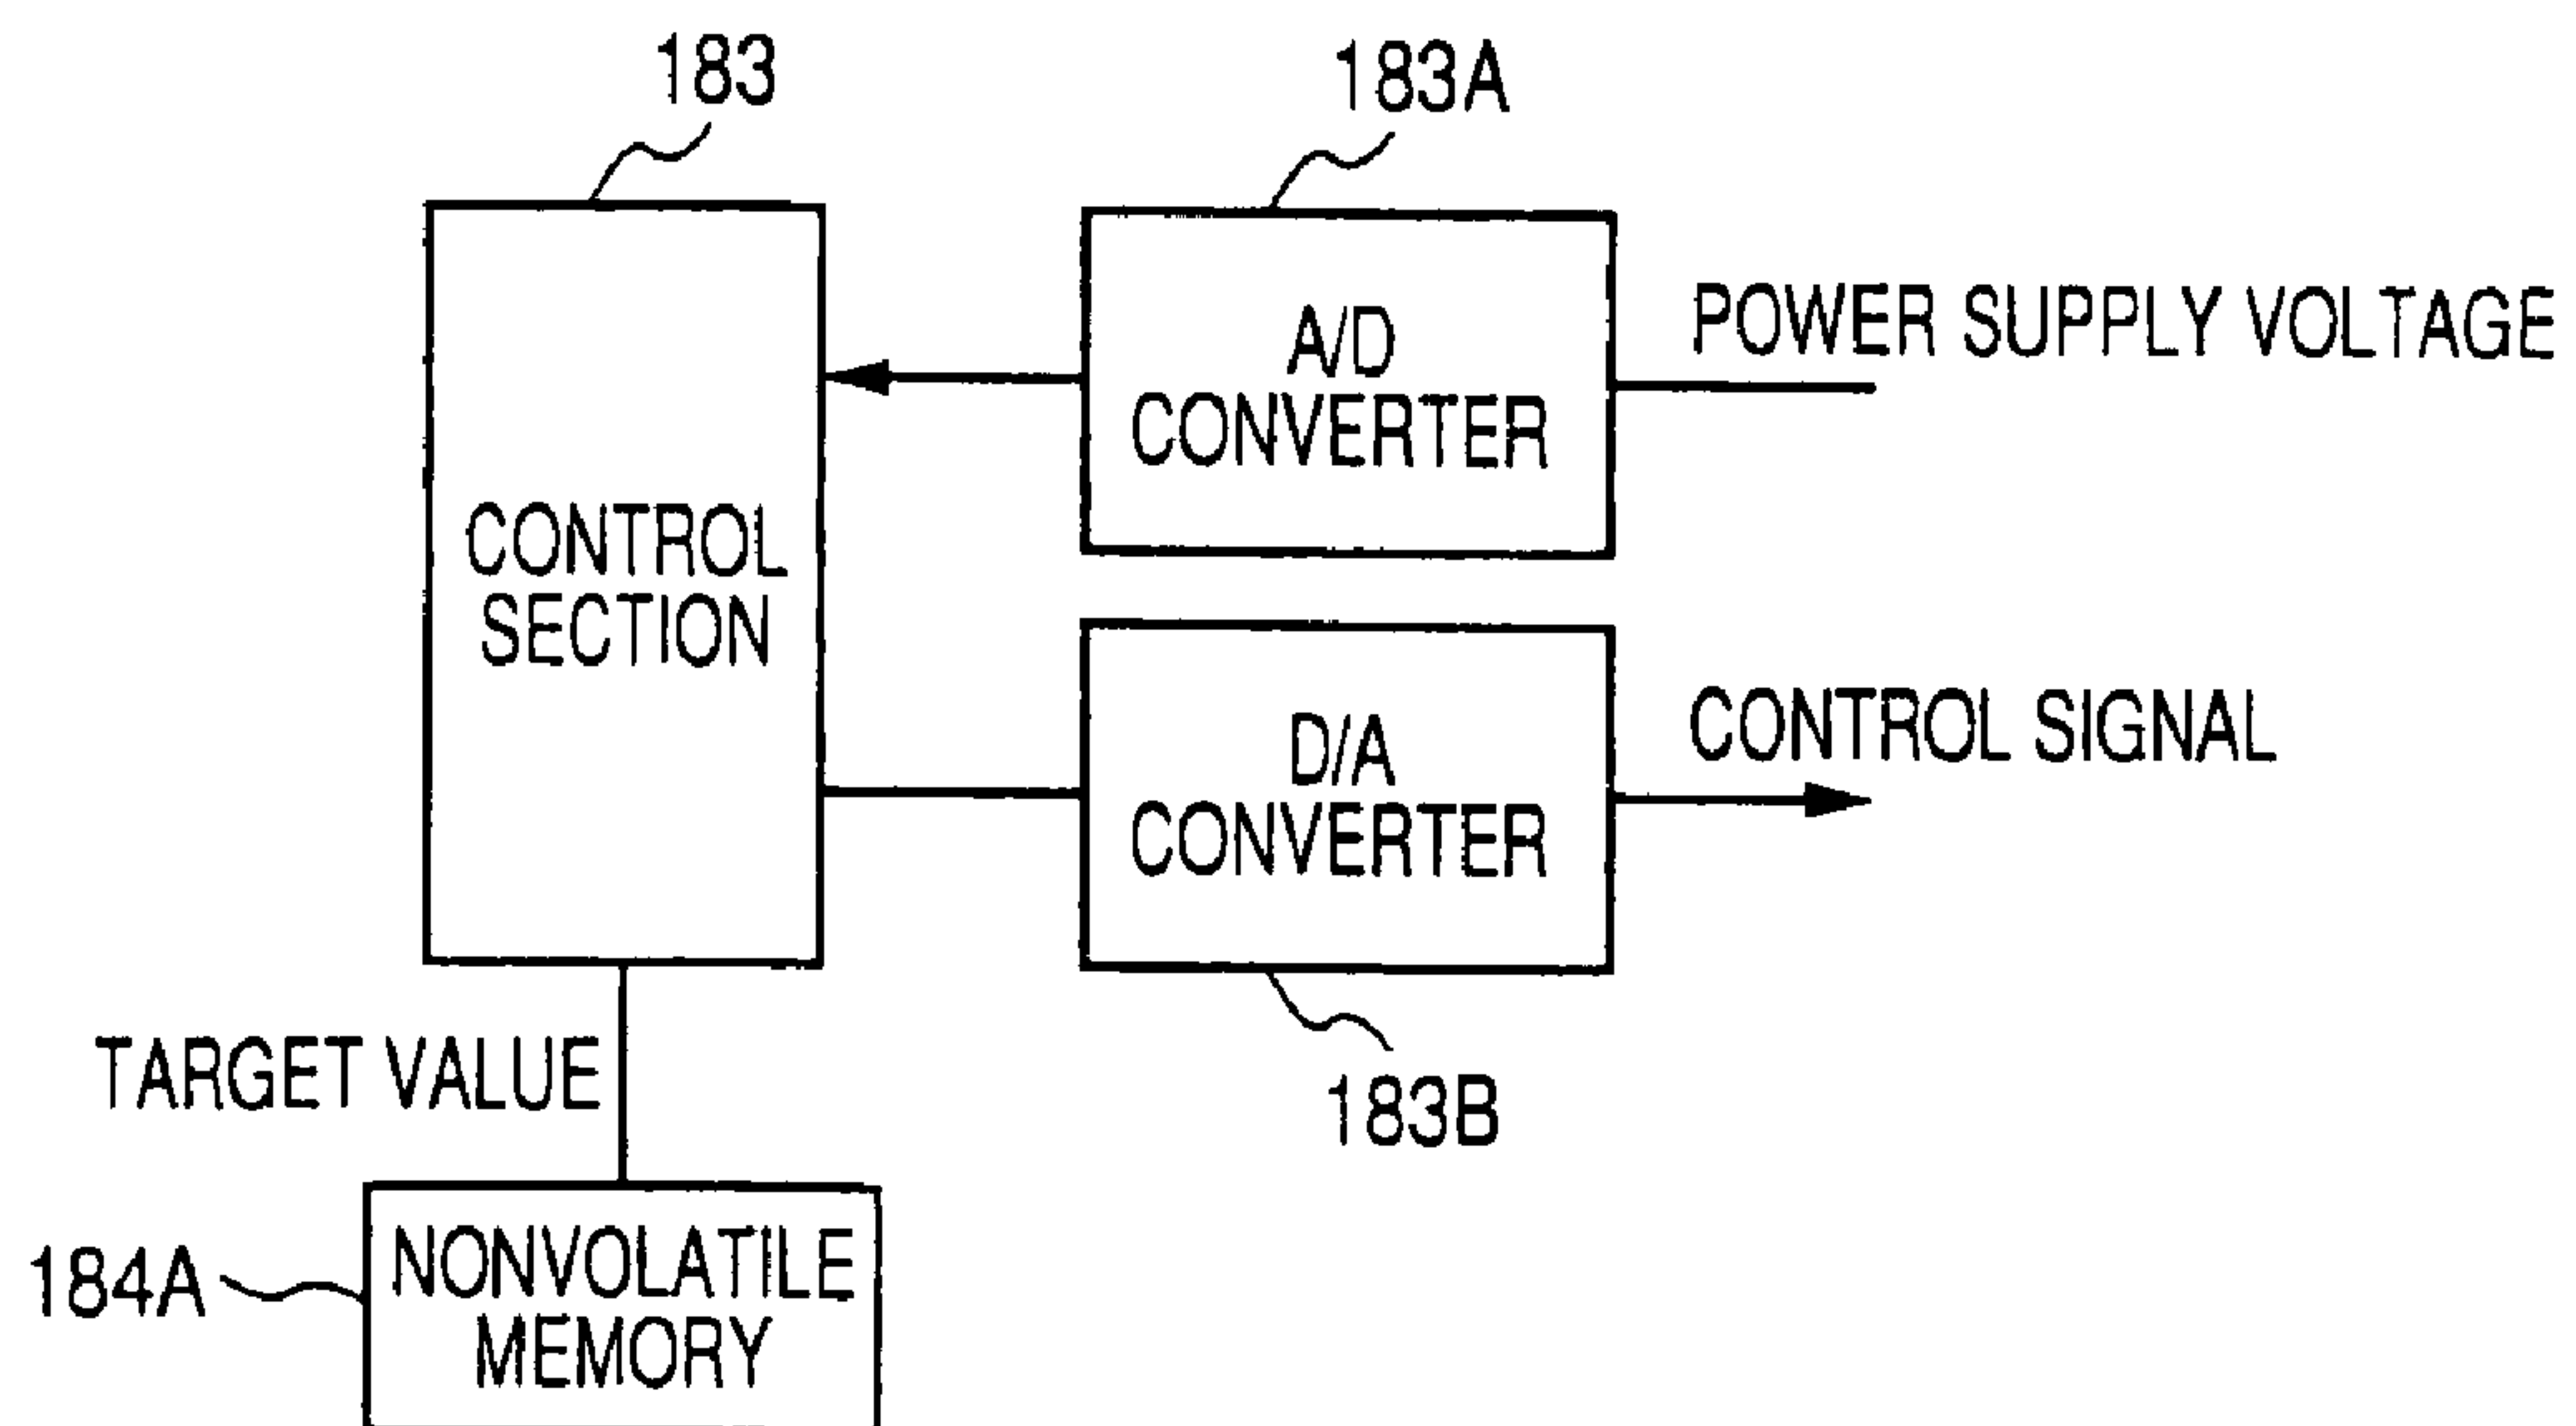 183
183A
A/D
CONVERTER
POWER SUPPLY VOLTAGE
CONTROL
SECTION
D/A
CONVERTER
CONTROL SIGNAL
183B
TARGET VALUE
184A
NONVOLATILE
MEMORY